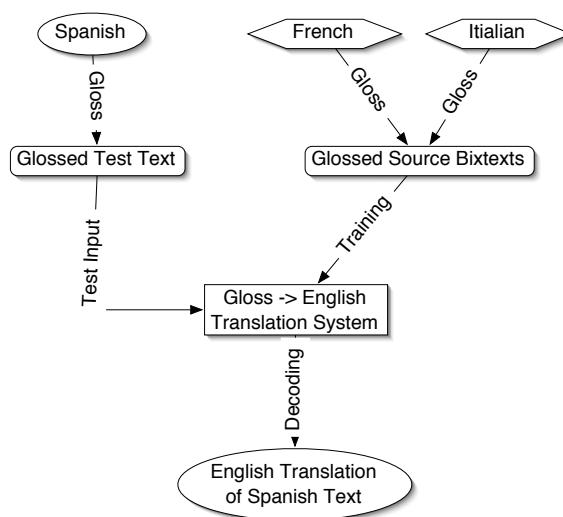 Spanish
French
Itialian
Gloss
Gloss
Gloss
Glossed Test Text
Glossed Source Bixtexts
Test Input
Training
Gloss -> English
Translation System
Decoding
English Translation
of Spanish Text